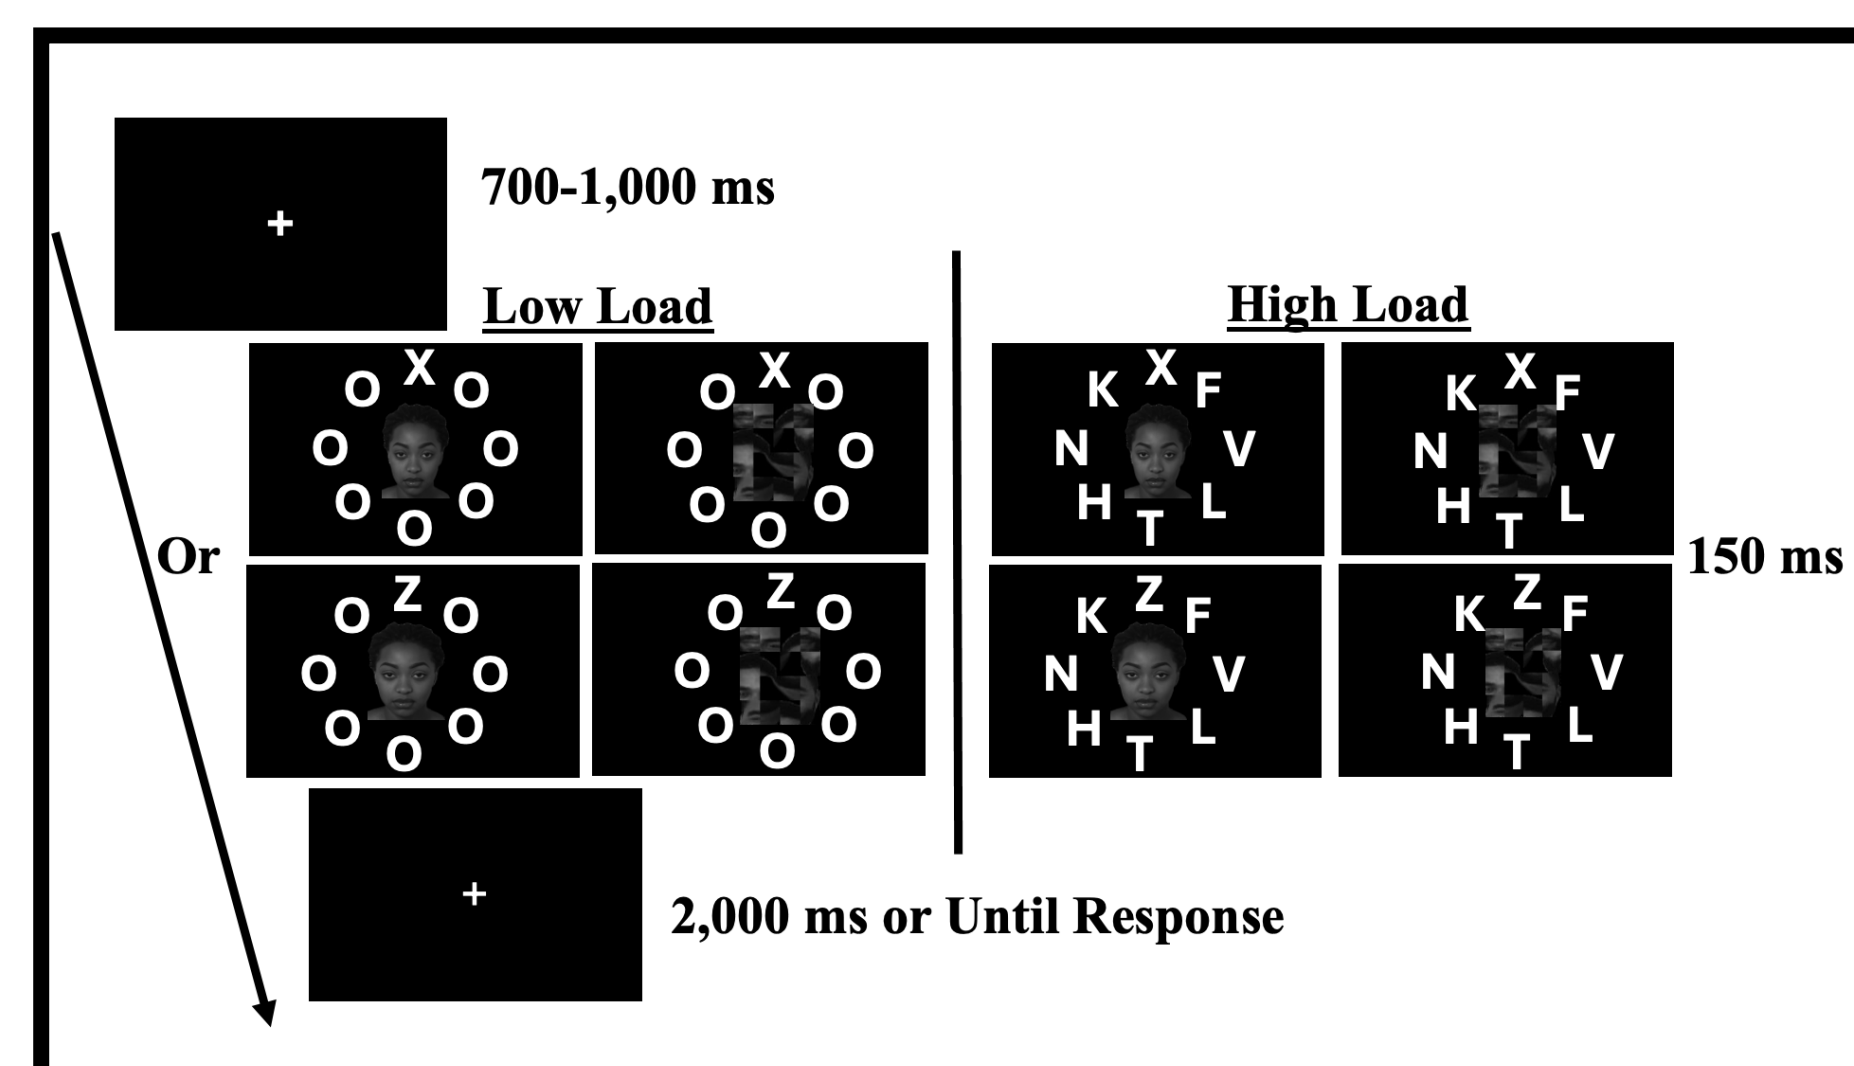 +
700-1,000 ms
Low Load
High Load
X
O O
O O
O O
O
X
O O
O O
O O
O
X
K F
N V
H L
T
X
K F
N V
H L
T
Or
150 ms
Z
O O
O O
O O
O
Z
O O
O O
O O
O
Z
K F
N V
H L
T
Z
K F
N V
H L
T
+
2,000 ms or Until Response